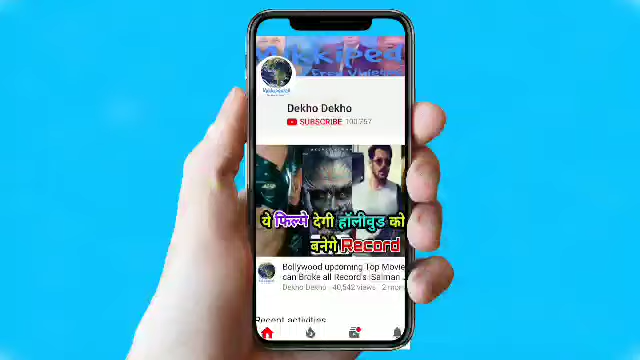 Dekho Dekho
SUBSCRIBE 100,757
ये फिल्मे देगी हॉलीवुड को
बनेगे Record
Bollywood upcoming Top Movie
can Broke all Record's |Salman
Dekho Dekho · 40,542 views · 2 mon
Recent activities